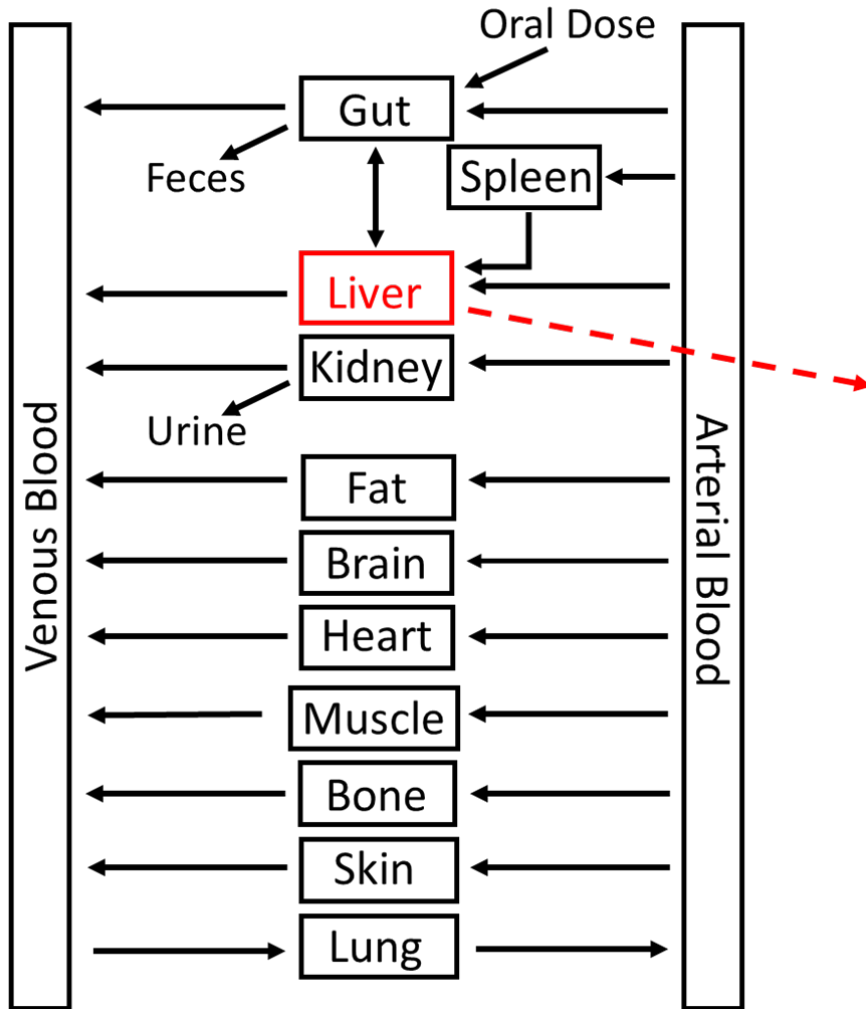 Oral Dose
Gut
Feces
Spleen
Liver
Kidney
Urine
Fat
Brain
Heart
Muscle
Bone
Skin
Lung
Venous Blood
Arterial Blood